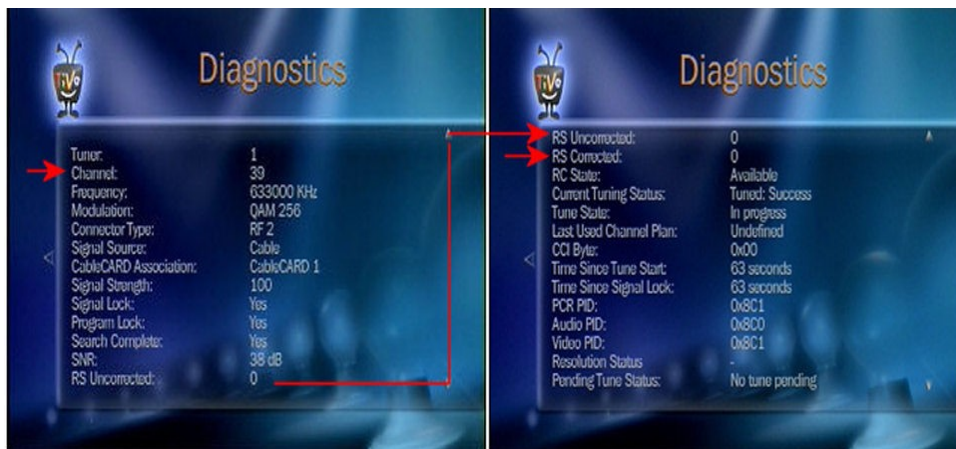 TiVo
Diagnostics
Tuner: 1
Channel: 39
Frequency: 633000 KHz
Modulation: QAM 256
Connector Type: RF 2
Signal Source: Cable
CableCARD Association: CableCARD 1
Signal Strength: 100
Signal Lock: Yes
Program Lock: Yes
Search Complete: Yes
SNR: 38 dB
RS Uncorrected: 0
TiVo
Diagnostics
RS Uncorrected: 0
RS Corrected: 0
RC State: Available
Current Tuning Status: Tuned: Success
Tune State: In progress
Last Used Channel Plan: Undefined
CCI Byte: 0x00
Time Since Tune Start: 63 seconds
Time Since Signal Lock: 63 seconds
PCR PID: 0x8C1
Audio PID: 0x8C0
Video PID: 0x8C1
Resolution Status -
Pending Tune Status: No tune pending